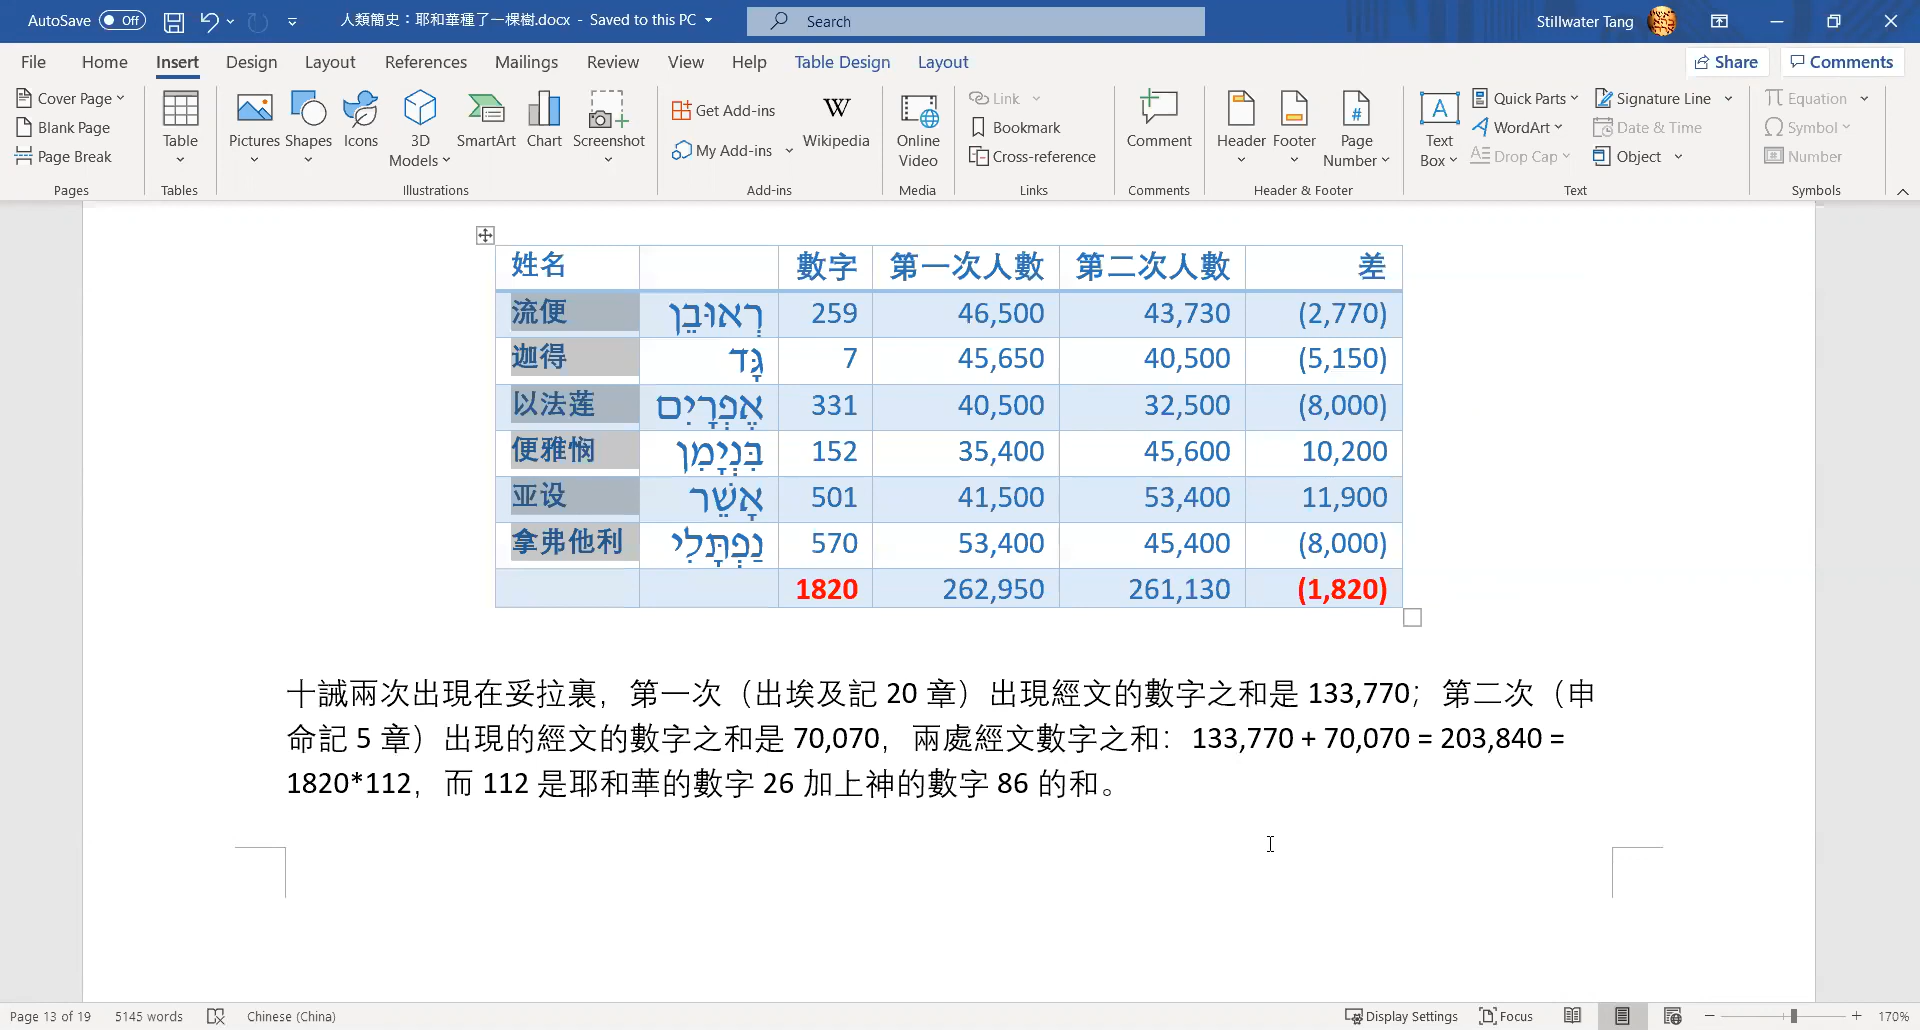 AutoSave Off 人類簡史：耶和華種了一棵樹.docx - Saved to this PC Search Stillwater Tang
File Home Insert Design Layout References Mailings Review View Help Table Design Layout Share Comments
Cover Page
Blank Page
Page Break
Pages
Table
Tables
Pictures Shapes Icons 3D Models SmartArt Chart Screenshot
Illustrations
Get Add-ins
My Add-ins
Wikipedia
Add-ins
Online Video
Media
Link
Bookmark
Cross-reference
Links
Comment
Comments
Header Footer Page Number
Header & Footer
Text Box
Quick Parts
WordArt
Drop Cap
Signature Line
Date & Time
Object
Text
Equation
Symbol
Number
Symbols
姓名 數字 第一次人數 第二次人數 差
流便 רְאוּבֵן 259 46,500 43,730 (2,770)
迦得 גָּד 7 45,650 40,500 (5,150)
以法莲 אֶפְרָיִם 331 40,500 32,500 (8,000)
便雅悯 בִּנְיָמִן 152 35,400 45,600 10,200
亚设 אָשֵׁר 501 41,500 53,400 11,900
拿弗他利 נַפְתָּלִי 570 53,400 45,400 (8,000)
1820 262,950 261,130 (1,820)
十誡兩次出現在妥拉裏，第一次（出埃及記 20 章）出現經文的數字之和是 133,770；第二次（申
命記 5 章）出現的經文的數字之和是 70,070，兩處經文數字之和：133,770 + 70,070 = 203,840 =
1820*112，而 112 是耶和華的數字 26 加上神的數字 86 的和。
Page 13 of 19 5145 words Chinese (China) Display Settings Focus 170%